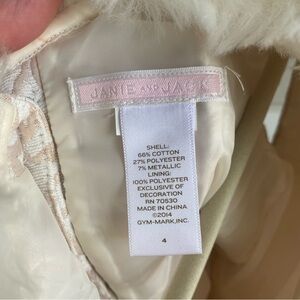 JANIE AND JACK
SHELL:
66% COTTON
27% POLYESTER
7% METALLIC
LINING:
100% POLYESTER
EXCLUSIVE OF
DECORATION
RN 70530
MADE IN CHINA
©2014
GYM-MARK,INC.
4